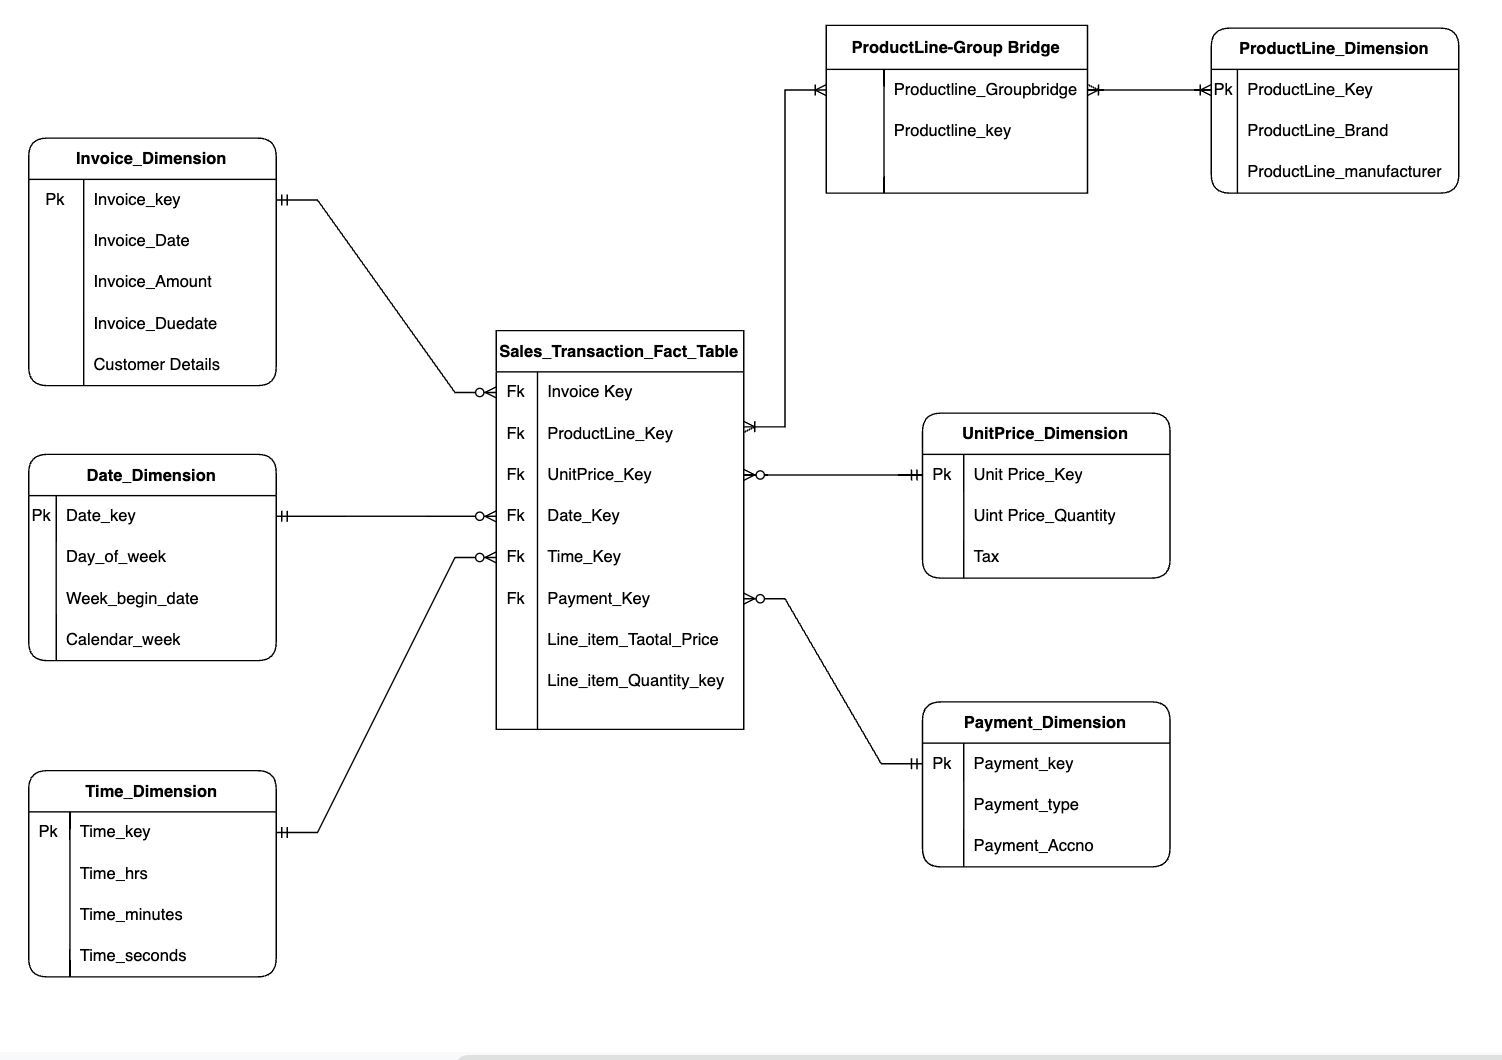 ProductLine-Group Bridge
Productline_Groupbridge
Productline_key
ProductLine_Dimension
Pk ProductLine_Key
ProductLine_Brand
ProductLine_manufacturer
Invoice_Dimension
Pk Invoice_key
Invoice_Date
Invoice_Amount
Invoice_Duedate
Customer Details
Sales_Transaction_Fact_Table
Fk Invoice Key
Fk ProductLine_Key
Fk UnitPrice_Key
Fk Date_Key
Fk Time_Key
Fk Payment_Key
Line_item_Taotal_Price
Line_item_Quantity_key
UnitPrice_Dimension
Pk Unit Price_Key
Uint Price_Quantity
Tax
Date_Dimension
Pk Date_key
Day_of_week
Week_begin_date
Calendar_week
Payment_Dimension
Pk Payment_key
Payment_type
Payment_Accno
Time_Dimension
Pk Time_key
Time_hrs
Time_minutes
Time_seconds